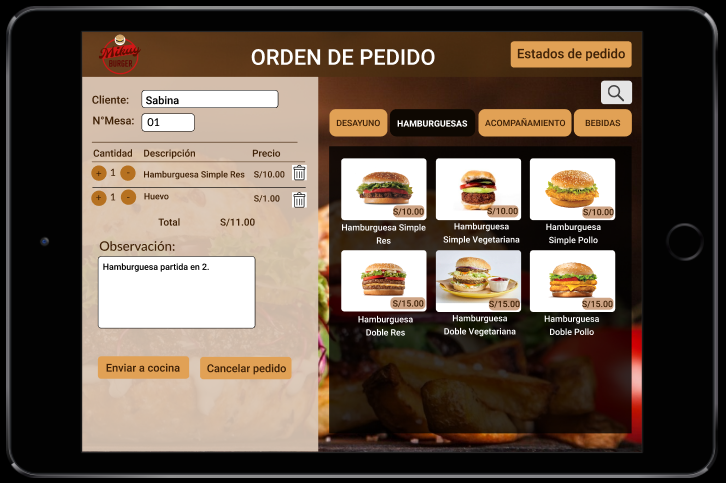 Mikuy
BURGER
ORDEN DE PEDIDO
Estados de pedido
Cliente: Sabina
N°Mesa: 01
Cantidad Descripción Precio
+ 1 - Hamburguesa Simple Res S/10.00
+ 1 - Huevo S/1.00
Total S/11.00
Observación:
Hamburguesa partida en 2.
Enviar a cocina Cancelar pedido
DESAYUNO HAMBURGUESAS ACOMPAÑAMIENTO BEBIDAS
S/10.00 S/10.00 S/10.00
Hamburguesa Simple
Res
Hamburguesa
Simple Vegetariana
Hamburguesa
Simple Pollo
S/15.00 S/15.00 S/15.00
Hamburguesa
Doble Res
Hamburguesa
Doble Vegetariana
Hamburguesa
Doble Pollo